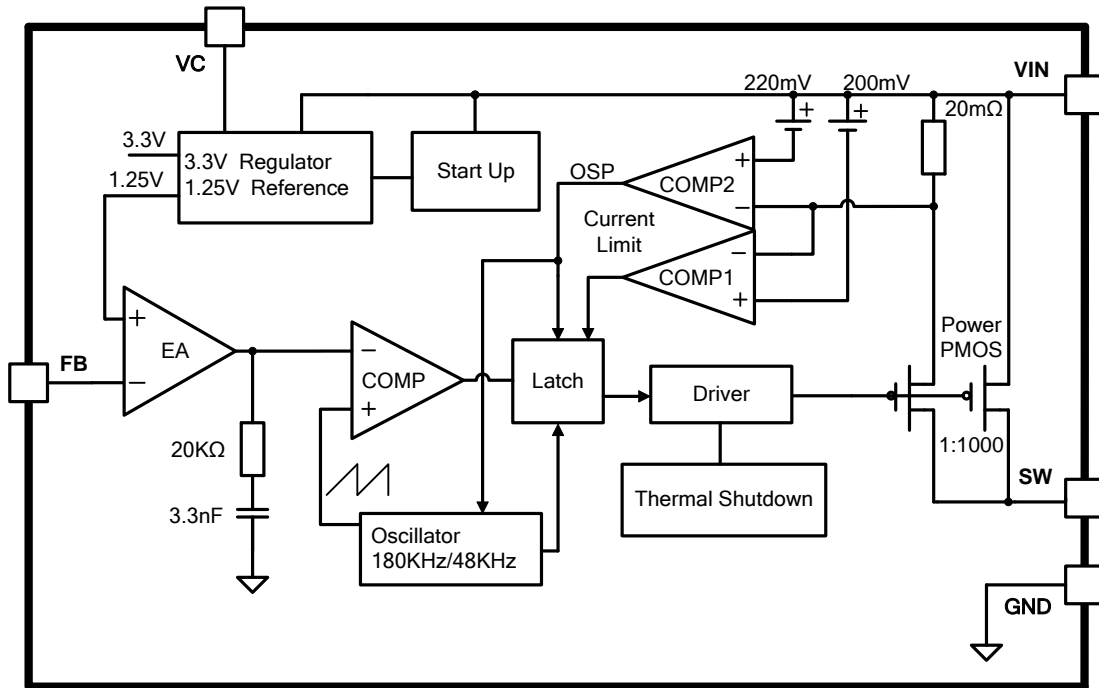 VC
VIN
220mV
200mV
20mΩ
3.3V
3.3V Regulator
1.25V
1.25V Reference
Start Up
OSP
+
+
+
COMP2
−
Current
Limit
−
COMP1
+
+
EA
−
FB
−
COMP
+
Latch
Driver
Power
PMOS
1:1000
20KΩ
3.3nF
Oscillator
180KHz/48KHz
Thermal Shutdown
SW
GND